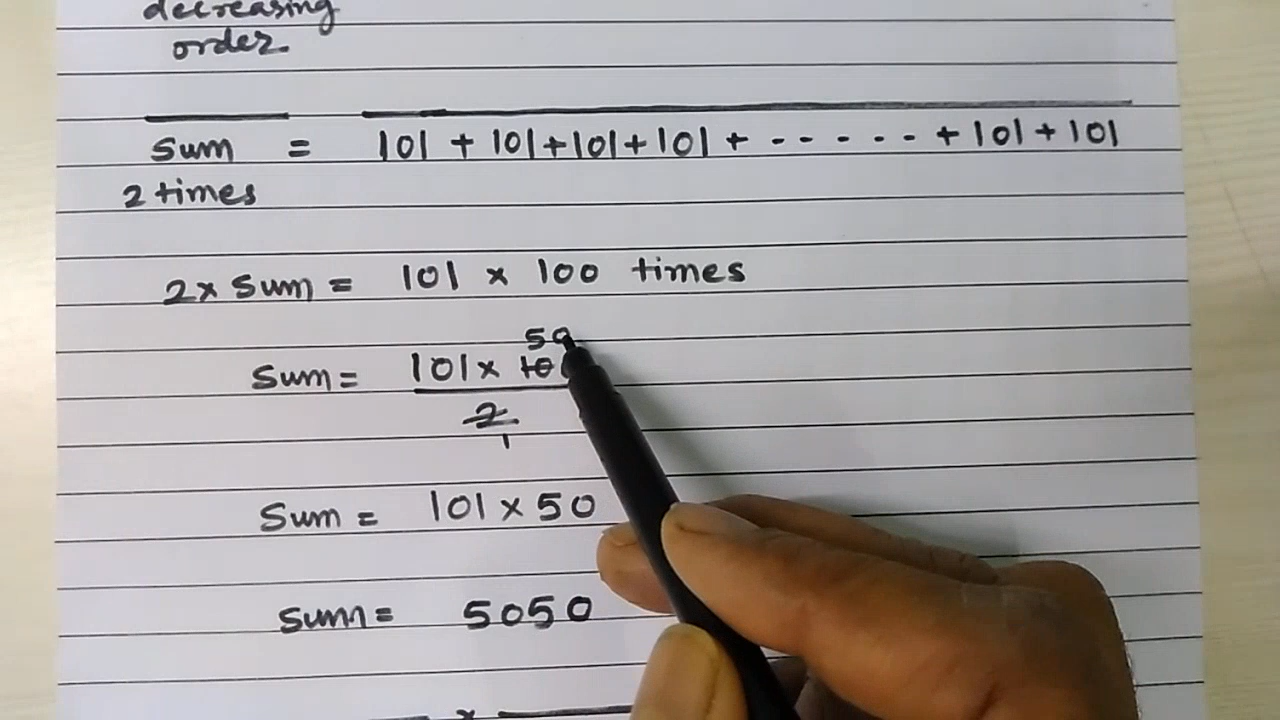 decreasing
order.
Sum = 101 + 101 + 101 + 101 + - - - - - + 101 + 101
2 times
2 x Sum = 101 x 100 times
50
Sum = 101 x 100
2
1
Sum = 101 x 50
Sum = 5050
x